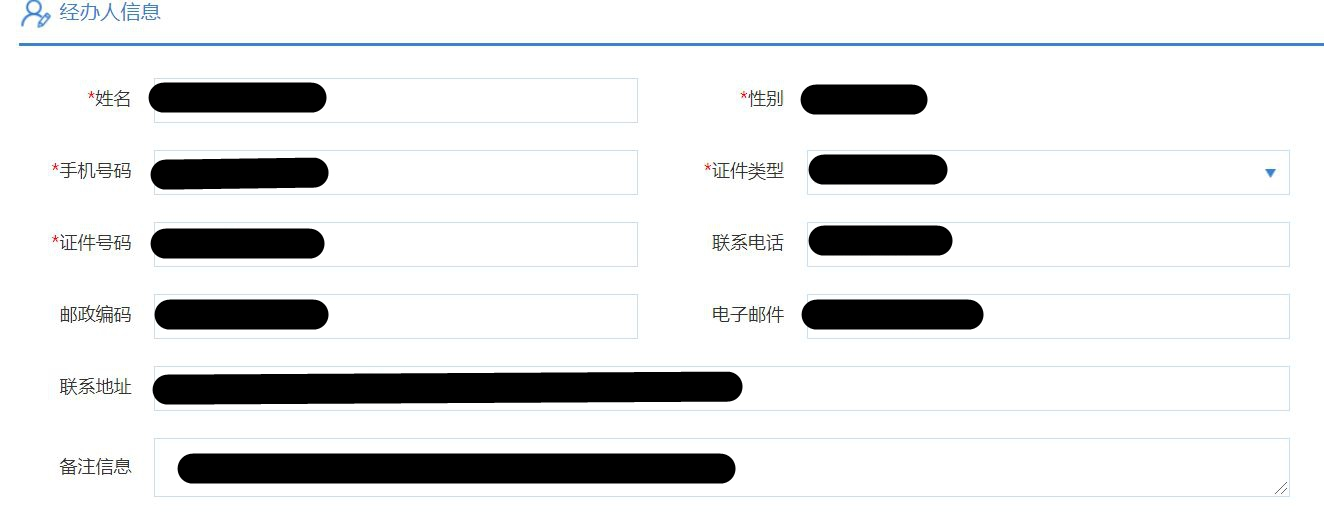 经办人信息
*姓名 *性别
*手机号码 *证件类型
*证件号码 联系电话
邮政编码 电子邮件
联系地址
备注信息